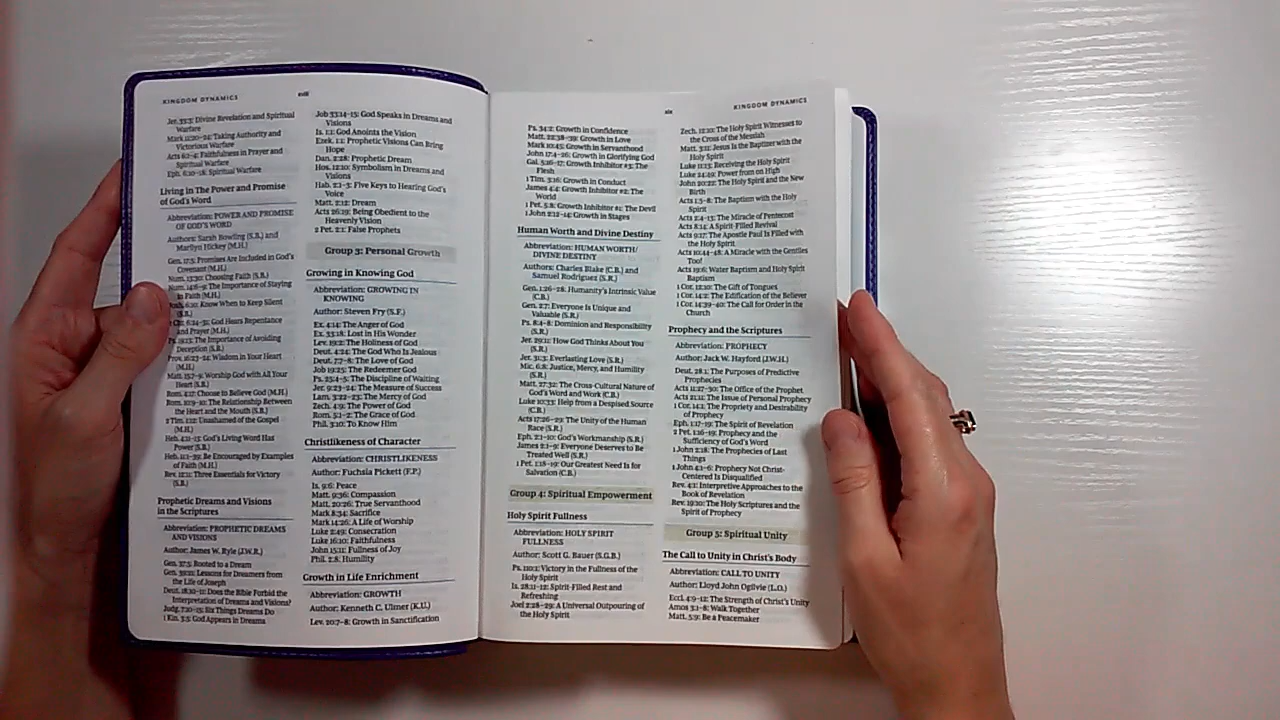 KINGDOM DYNAMICS
xviii
Jer. 33:3: Divine Revelation and Spiritual
Warfare
Mark 11:20–24: Taking Authority and
Victorious Warfare
Acts 6:2–4: Faithfulness in Prayer and
Spiritual Warfare
Eph. 6:10–18: Spiritual Warfare
Living in The Power and Promise
of God's Word
Abbreviation: POWER AND PROMISE
OF GOD'S WORD
Authors: Sarah Bowling (S.B.) and
Marilyn Hickey (M.H.)
Gen. 17:5: Promises Are Included in God's
Covenant (M.H.)
Num. 13:30: Choosing Faith (S.B.)
Num. 14:6–9: The Importance of Staying
in Faith (M.H.)
Josh. 6:10: Know When to Keep Silent
(S.B.)
God Hears Repentance
and Prayer (M.H.)
Ps. 19:13: The Importance of Avoiding
Deception (S.B.)
Prov. 16:23–24: Wisdom in Your Heart
(M.H.)
Matt. 15:7–9: Worship God with All Your
Heart (S.B.)
Rom. 4:17: Choose to Believe God (M.H.)
Rom. 10:9–10: The Relationship Between
the Heart and the Mouth (S.B.)
2 Tim. 1:12: Unashamed of the Gospel
(M.H.)
Heb. 4:11–13: God's Living Word Has
Power (S.B.)
Heb. 11:1–39: Be Encouraged by Examples
of Faith (M.H.)
Rev. 12:11: Three Essentials for Victory
(S.B.)
Prophetic Dreams and Visions
in the Scriptures
Abbreviation: PROPHETIC DREAMS
AND VISIONS
Author: James W. Ryle (J.W.R.)
Gen. 37:5: Rooted to a Dream
Gen. 39:10: Lessons for Dreamers from
the Life of Joseph
Deut. 18:10–11: Does the Bible Forbid the
Interpretation of Dreams and Visions?
Judg. 7:10–15: Six Things Dreams Do
1 Kin. 3:5: God Appears in Dreams
Job 33:14–15: God Speaks in Dreams and
Visions
Is. 1:1: God Anoints the Vision
Ezek. 1:1: Prophetic Visions Can Bring
Hope
Dan. 2:28: Prophetic Dream
Hos. 12:10: Symbolism in Dreams and
Visions
Hab. 2:1–3: Five Keys to Hearing God's
Voice
Matt. 2:12: Dream
Acts 26:19: Being Obedient to the
Heavenly Vision
2 Pet. 2:1: False Prophets
Group 3: Personal Growth
Growing in Knowing God
Abbreviation: GROWING IN
KNOWING
Author: Steven Fry (S.F.)
Ex. 4:14: The Anger of God
Ex. 33:18: Lost in His Wonder
Lev. 19:2: The Holiness of God
Deut. 4:24: The God Who Is Jealous
Deut. 7:7–8: The Love of God
Job 19:25: The Redeemer God
Ps. 25:4–5: The Discipline of Waiting
Jer. 9:23–24: The Measure of Success
Lam. 3:22–23: The Mercy of God
Zech. 4:9: The Power of God
Rom. 5:1–2: The Grace of God
Phil. 3:10: To Know Him
Christlikeness of Character
Abbreviation: CHRISTLIKENESS
Author: Fuchsia Pickett (F.P.)
Is. 9:6: Peace
Matt. 9:36: Compassion
Matt. 20:26: True Servanthood
Mark 8:34: Sacrifice
Mark 14:26: A Life of Worship
Luke 2:49: Consecration
Luke 16:10: Faithfulness
John 15:11: Fullness of Joy
Phil. 2:8: Humility
Growth in Life Enrichment
Abbreviation: GROWTH
Author: Kenneth C. Ulmer (K.U.)
Lev. 20:7–8: Growth in Sanctification
xix
KINGDOM DYNAMICS
Ps. 34:2: Growth in Confidence
Matt. 22:38–39: Growth in Love
Mark 10:45: Growth in Servanthood
John 17:4–26: Growth in Glorifying God
Gal. 5:16–17: Growth Inhibitor #3: The
Flesh
1 Tim. 3:16: Growth in Conduct
James 4:4: Growth Inhibitor #2: The
World
1 Pet. 5:8: Growth Inhibitor #1: The Devil
1 John 2:12–14: Growth in Stages
Human Worth and Divine Destiny
Abbreviation: HUMAN WORTH/
DIVINE DESTINY
Authors: Charles Blake (C.B.) and
Samuel Rodriguez (S.R.)
Gen. 1:26–28: Humanity's Intrinsic Value
(C.B.)
Gen. 2:7: Everyone Is Unique and
Valuable (S.R.)
Ps. 8:4–8: Dominion and Responsibility
(S.R.)
Jer. 29:11: How God Thinks About You
(S.R.)
Jer. 31:3: Everlasting Love (S.R.)
Mic. 6:8: Justice, Mercy, and Humility
(S.R.)
Matt. 27:32: The Cross-Cultural Nature of
God's Word and Work (C.B.)
Luke 10:33: Help from a Despised Source
(C.B.)
Acts 17:26–29: The Unity of the Human
Race (S.R.)
Eph. 2:1–10: God's Workmanship (S.R.)
James 2:1–9: Everyone Deserves to Be
Treated Well (S.R.)
1 Pet. 1:18–19: Our Greatest Need Is for
Salvation (C.B.)
Group 4: Spiritual Empowerment
Holy Spirit Fullness
Abbreviation: HOLY SPIRIT
FULLNESS
Author: Scott G. Bauer (S.G.B.)
Ps. 110:1: Victory in the Fullness of the
Holy Spirit
Is. 28:11–12: Spirit-Filled Rest and
Refreshing
Joel 2:28–29: A Universal Outpouring of
the Holy Spirit
Zech. 12:10: The Holy Spirit Witnesses to
the Cross of the Messiah
Matt. 3:11: Jesus Is the Baptizer with the
Holy Spirit
Luke 11:13: Receiving the Holy Spirit
Luke 24:49: Power from on High
John 20:22: The Holy Spirit and the New
Birth
Acts 1:5–8: The Baptism with the Holy
Spirit
Acts 2:4–13: The Miracle of Pentecost
Acts 8:14: A Spirit-Filled Revival
Acts 9:17: The Apostle Paul Is Filled with
the Holy Spirit
Acts 10:44–48: A Miracle with the Gentiles
Too!
Acts 19:6: Water Baptism and Holy Spirit
Baptism
1 Cor. 12:10: The Gift of Tongues
1 Cor. 14:2: The Edification of the Believer
1 Cor. 14:39–40: The Call for Order in the
Church
Prophecy and the Scriptures
Abbreviation: PROPHECY
Author: Jack W. Hayford (J.W.H.)
Deut. 28:1: The Purposes of Predictive
Prophecies
Acts 11:27–30: The Office of the Prophet
Acts 21:11: The Issue of Personal Prophecy
1 Cor. 14:1: The Propriety and Desirability
of Prophecy
Eph. 1:17–19: The Spirit of Revelation
2 Pet. 1:16–19: Prophecy and the
Sufficiency of God's Word
1 John 2:18: The Prophecies of Last
Things
1 John 4:1–6: Prophecy Not Christ-
Centered Is Disqualified
Rev. 4:1: Interpretive Approaches to the
Book of Revelation
Rev. 19:10: The Holy Scriptures and the
Spirit of Prophecy
Group 5: Spiritual Unity
The Call to Unity in Christ's Body
Abbreviation: CALL TO UNITY
Author: Lloyd John Ogilvie (L.O.)
Eccl. 4:9–12: The Strength of Christ's Unity
Amos 3:1–8: Walk Together
Matt. 5:9: Be a Peacemaker